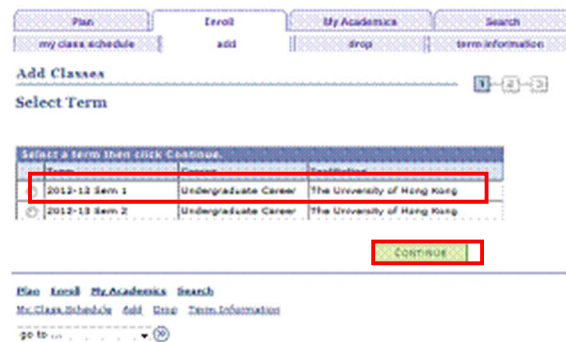 Plan Enroll My Academics Search
my class schedule add drop term information
Add Classes
1 2 3
Select Term
Select a term then click Continue.
Term Career Institution
2012-13 Sem 1 Undergraduate Career The University of Hong Kong
2012-13 Sem 2 Undergraduate Career The University of Hong Kong
CONTINUE
Plan Enroll My Academics Search
My Class Schedule Add Drop Term Information
go to ...